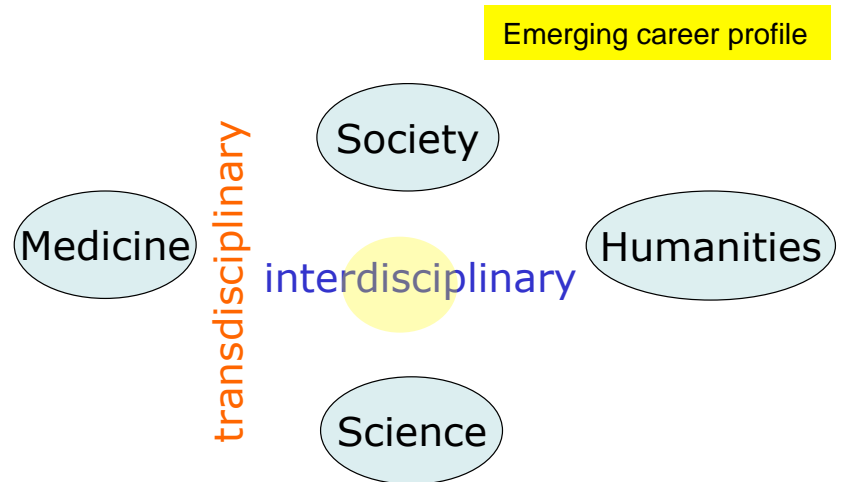 Emerging career profile
Society
transdisciplinary
Medicine
Humanities
interdisciplinary
Science